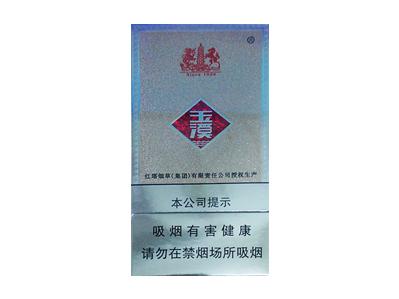 Since 1956
玉溪
红塔烟草(集团)有限责任公司授权生产
本公司提示
吸烟有害健康
请勿在禁烟场所吸烟